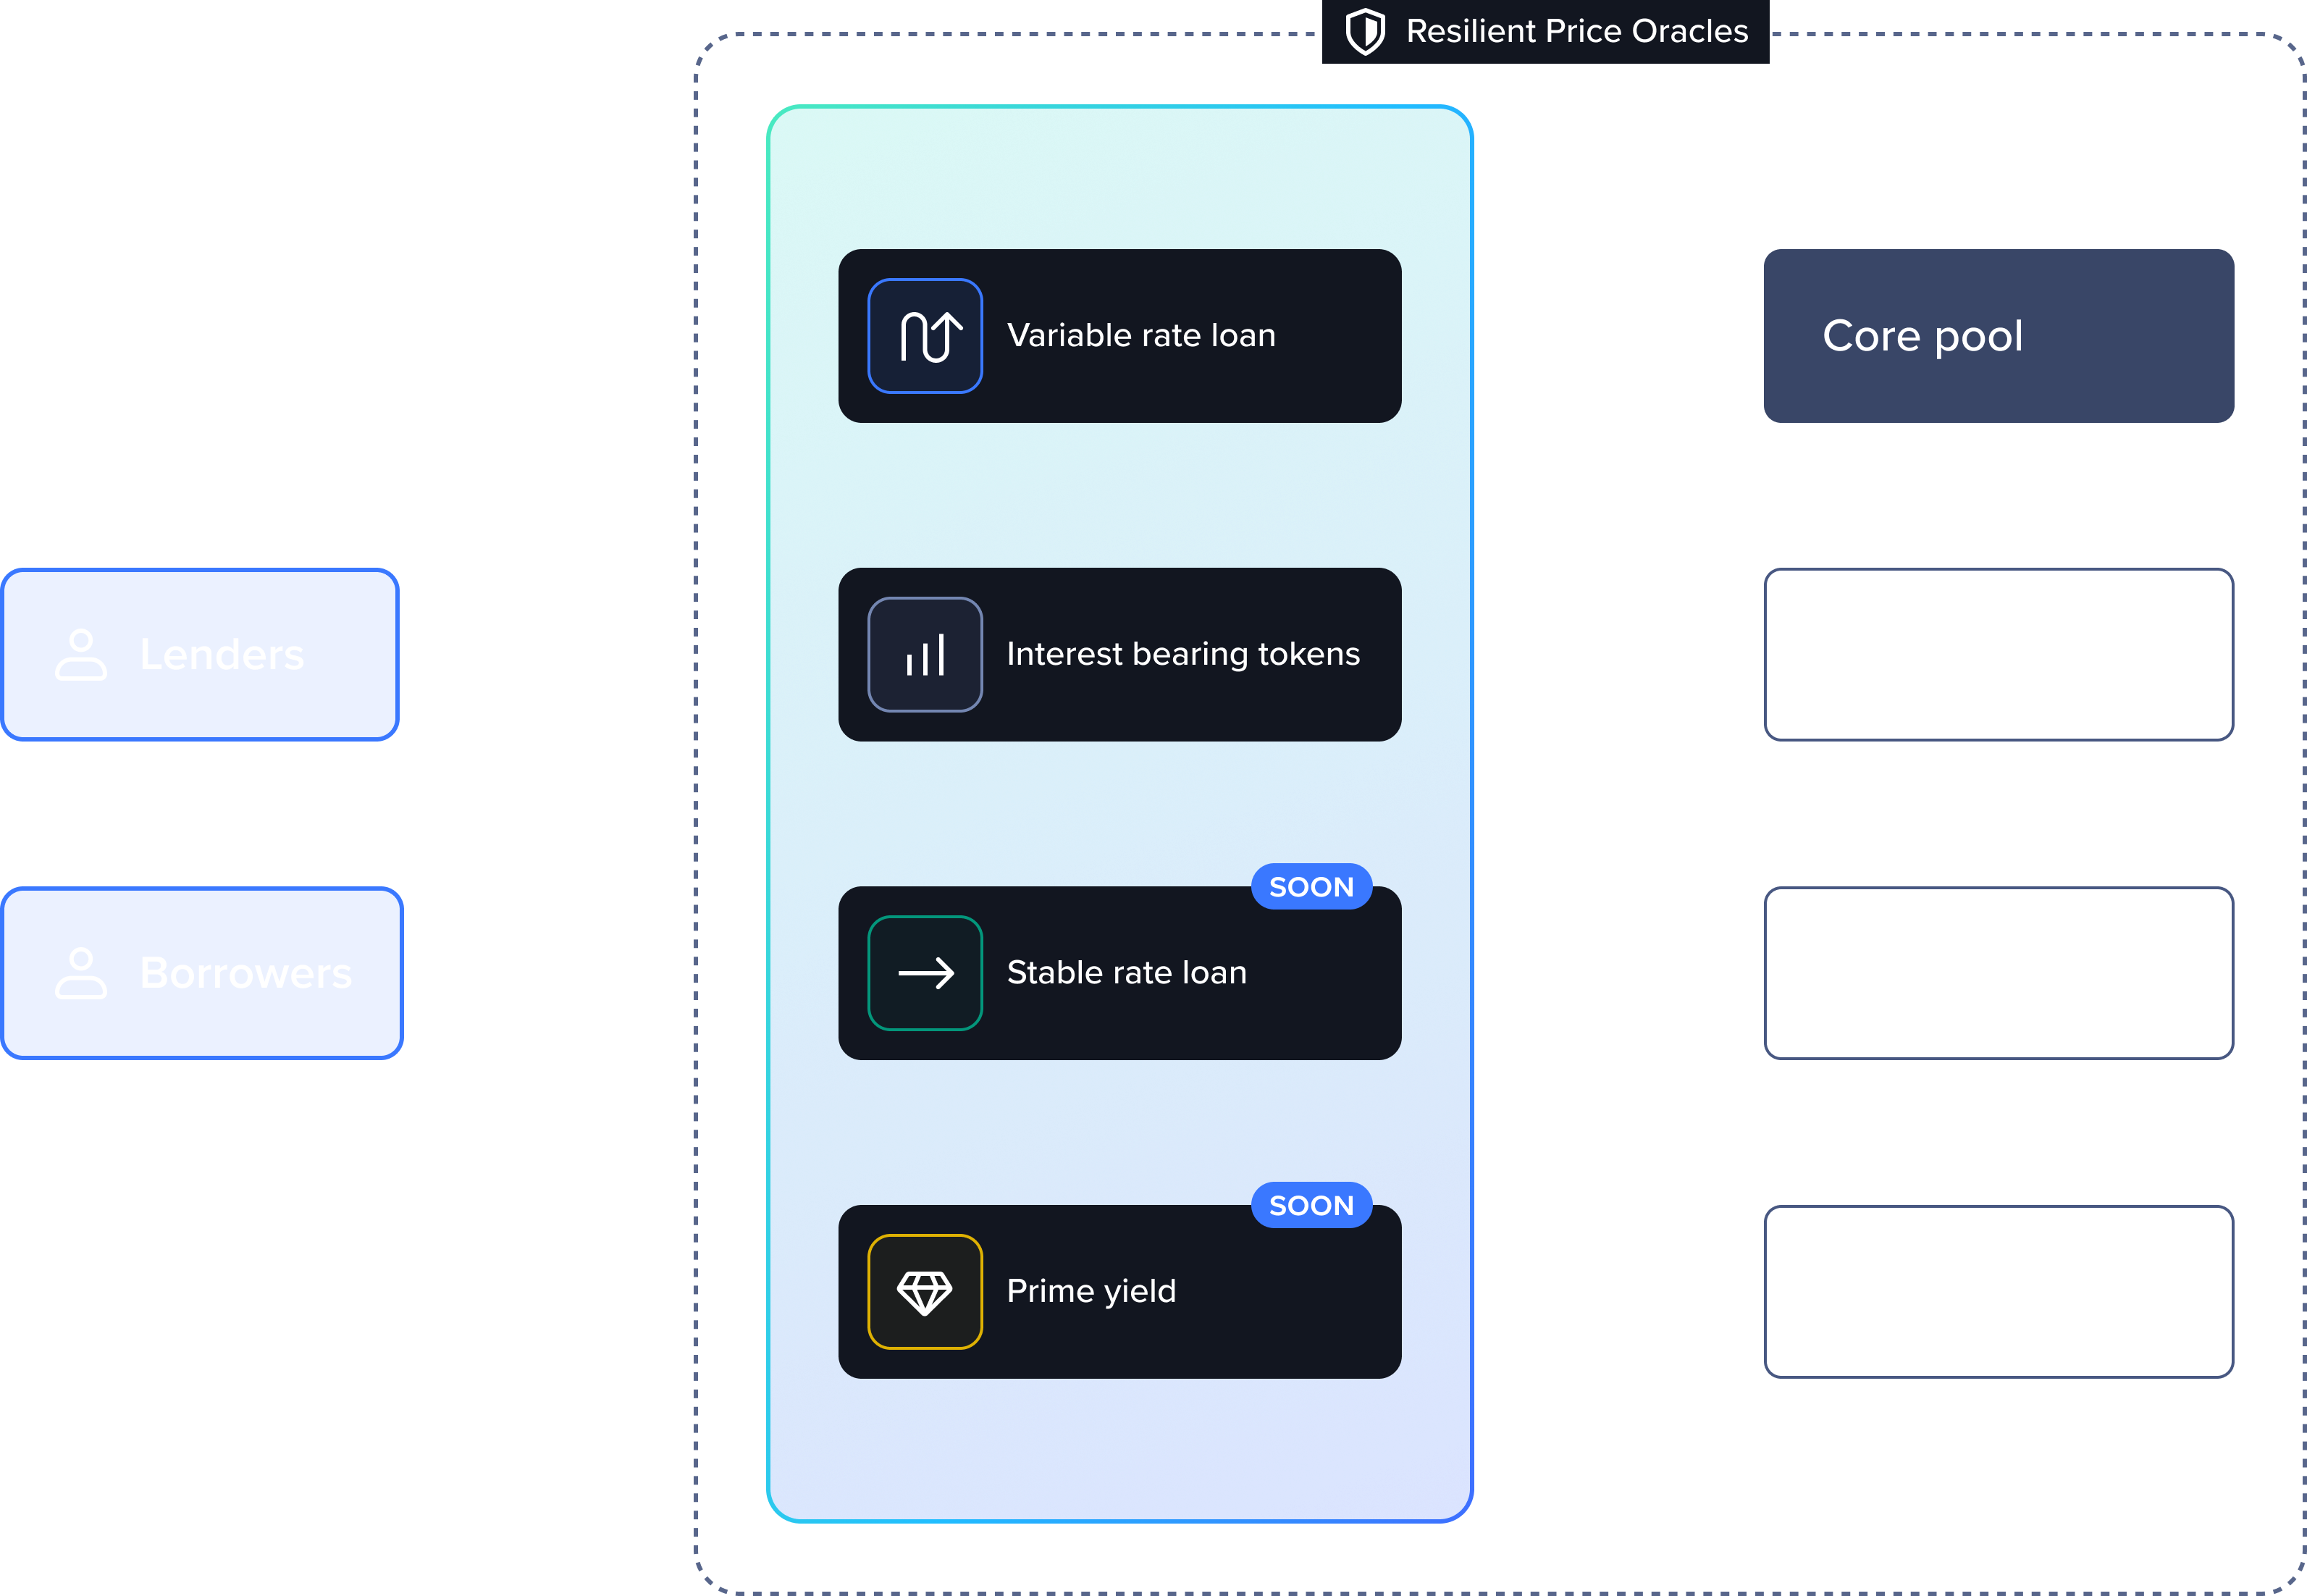 Resilient Price Oracles
Variable rate loan
Core pool
Lenders
Interest bearing tokens
Borrowers
SOON
Stable rate loan
SOON
Prime yield